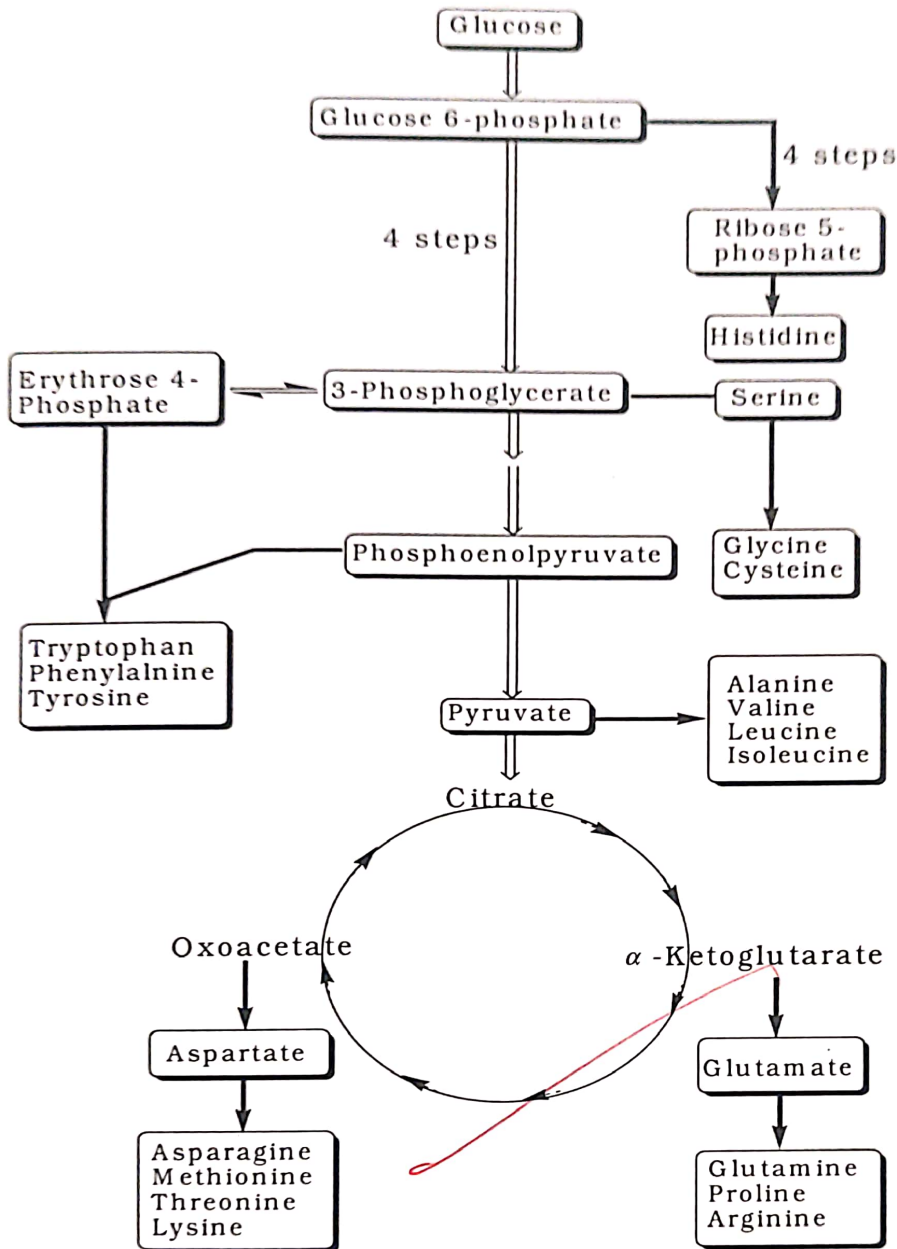 Glucose
Glucose 6-phosphate
4 steps
4 steps
Ribose 5-
phosphate
Histidine
Erythrose 4-
Phosphate
3-Phosphoglycerate
Serine
Phosphoenolpyruvate
Glycine
Cysteine
Tryptophan
Phenylalnine
Tyrosine
Pyruvate
Alanine
Valine
Leucine
Isoleucine
Citrate
Oxoacetate
α -Ketoglutarate
Aspartate
Glutamate
Asparagine
Methionine
Threonine
Lysine
Glutamine
Proline
Arginine